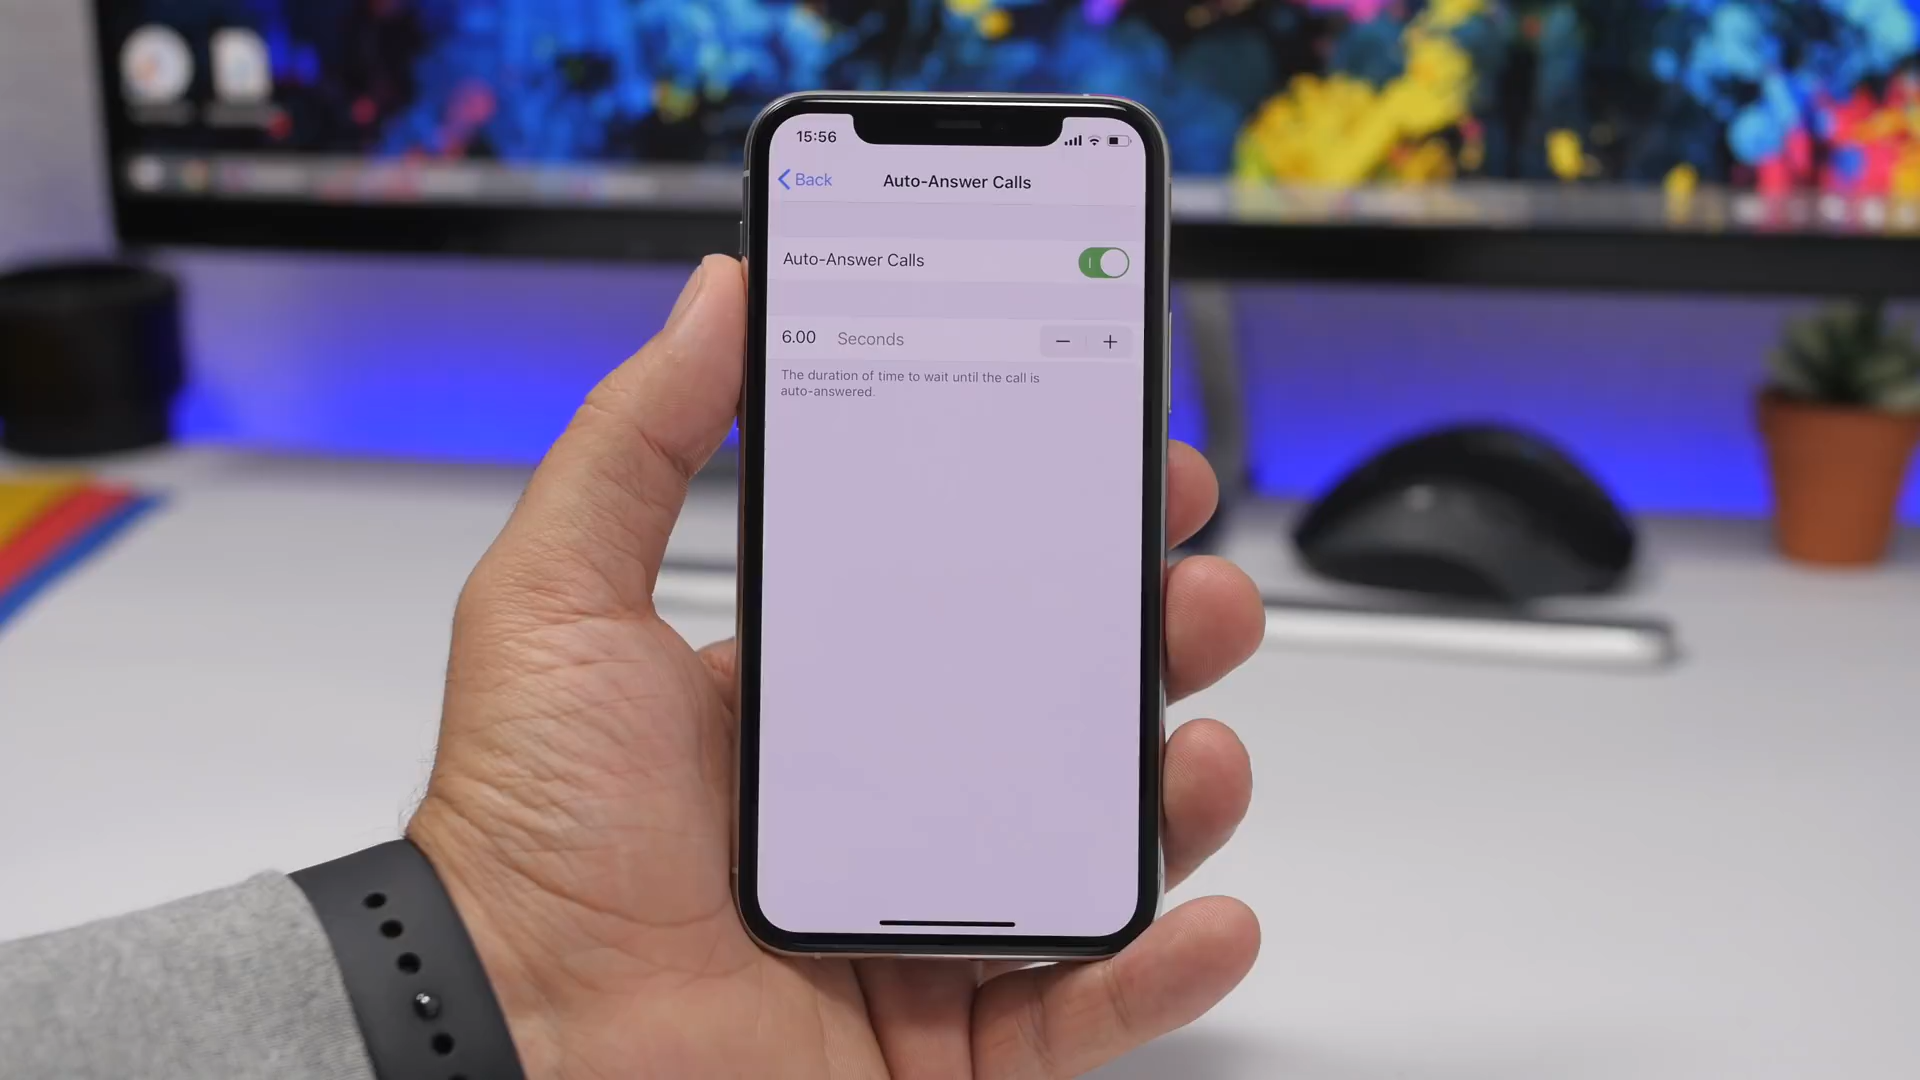 15:56
Back
Auto-Answer Calls
Auto-Answer Calls
6.00 Seconds − +
The duration of time to wait until the call is
auto-answered.